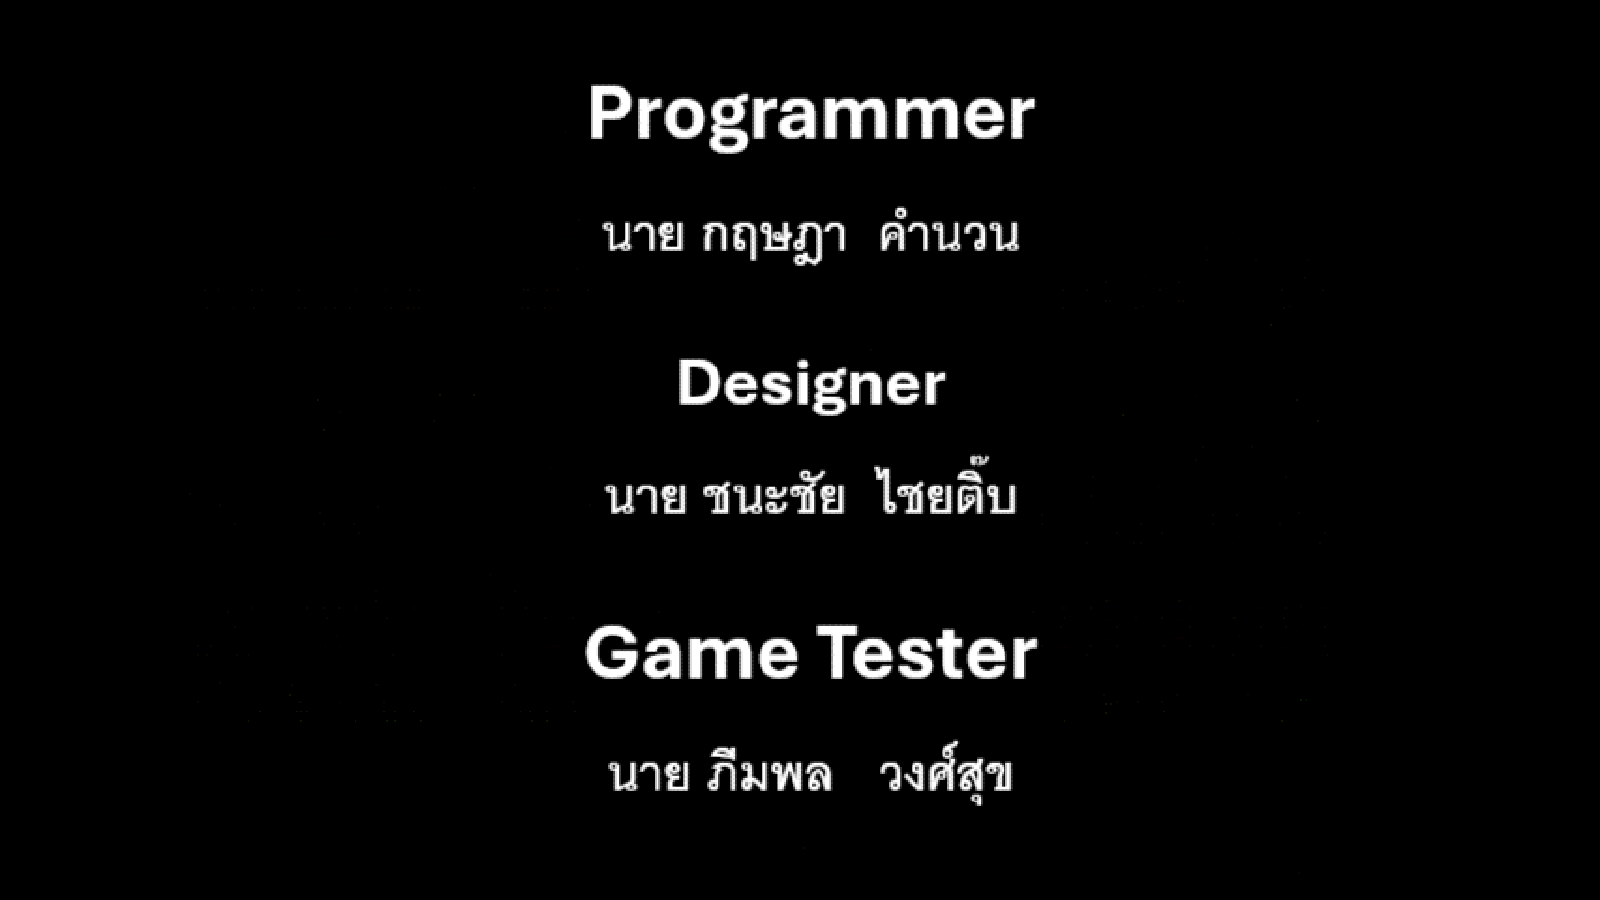 Programmer
นาย กฤษฎา คำนวน
Designer
นาย ชนะชัย ไชยติ๊บ
Game Tester
นาย ภีมพล วงศ์สุข